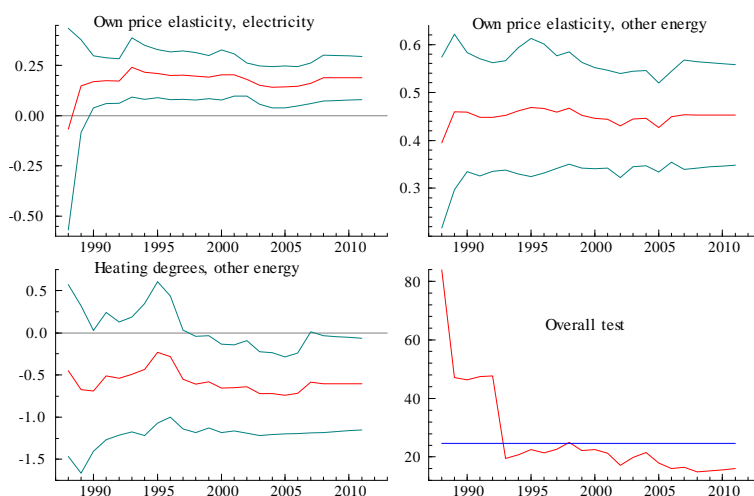 Own price elasticity, electricity
0.25
0.00
-0.25
-0.50
1990 1995 2000 2005 2010
Own price elasticity, other energy
0.6
0.5
0.4
0.3
1990 1995 2000 2005 2010
Heating degrees, other energy
0.5
0.0
-0.5
-1.0
-1.5
1990 1995 2000 2005 2010
Overall test
80
60
40
20
1990 1995 2000 2005 2010